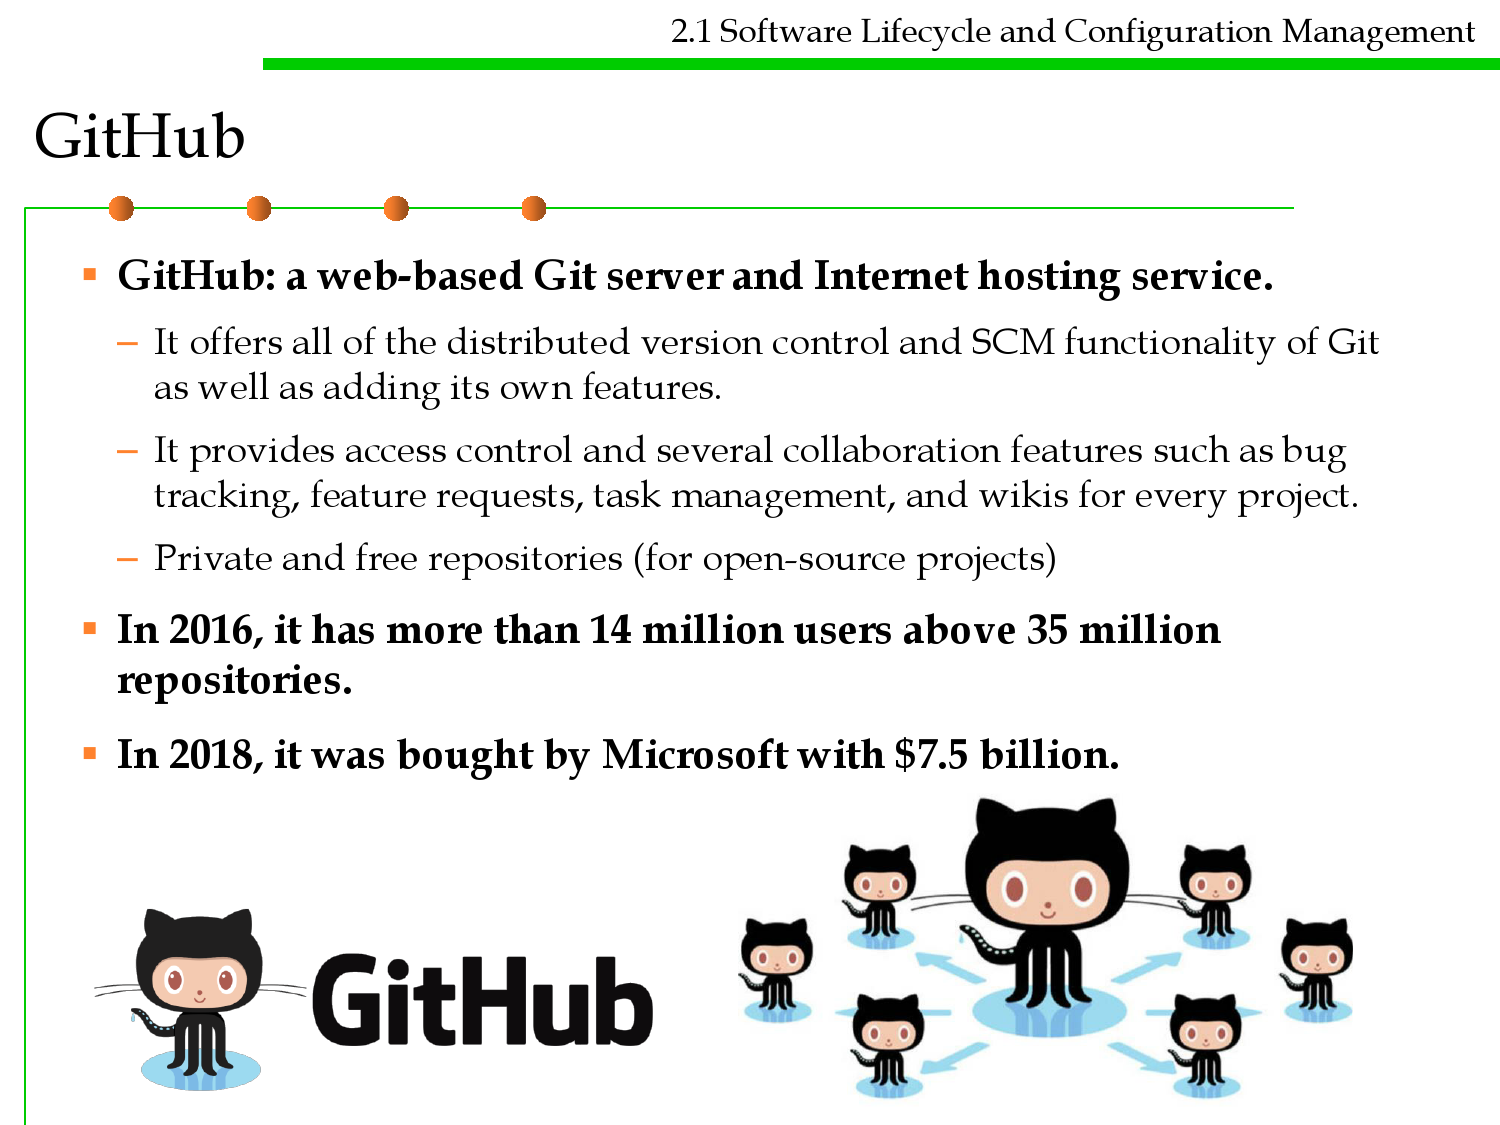 2.1 Software Lifecycle and Configuration Management
GitHub
▪ GitHub: a web-based Git server and Internet hosting service.
– It offers all of the distributed version control and SCM functionality of Git
as well as adding its own features.
– It provides access control and several collaboration features such as bug
tracking, feature requests, task management, and wikis for every project.
– Private and free repositories (for open-source projects)
▪ In 2016, it has more than 14 million users above 35 million
repositories.
▪ In 2018, it was bought by Microsoft with $7.5 billion.
GitHub